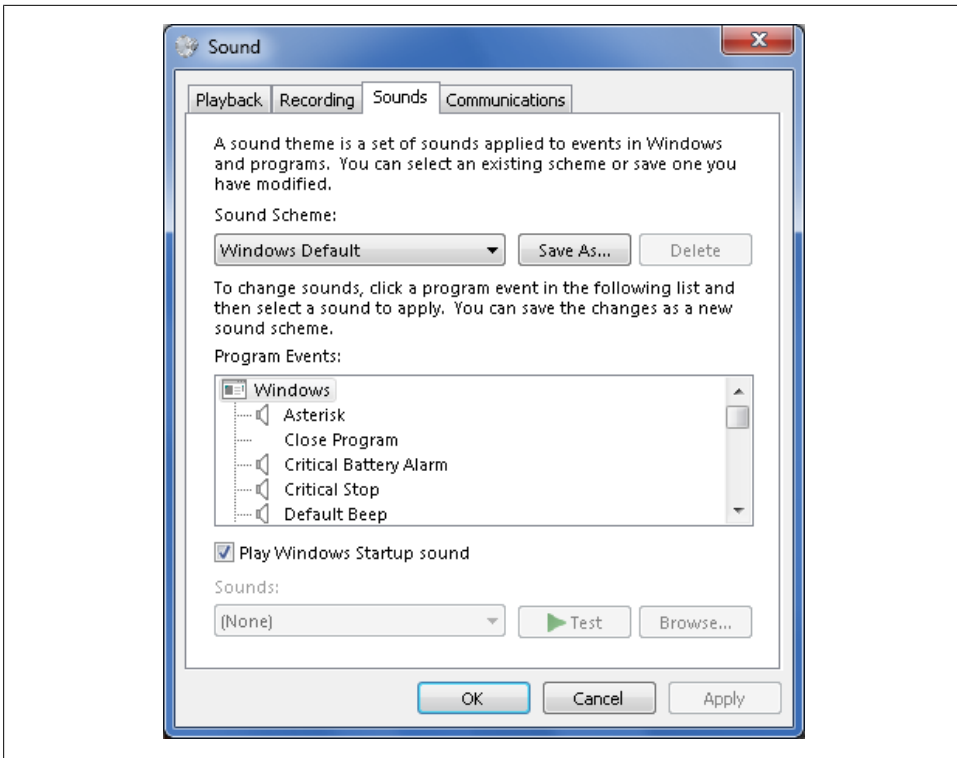 Sound
Playback Recording Sounds Communications
A sound theme is a set of sounds applied to events in Windows
and programs. You can select an existing scheme or save one you
have modified.
Sound Scheme:
Windows Default Save As... Delete
To change sounds, click a program event in the following list and
then select a sound to apply. You can save the changes as a new
sound scheme.
Program Events:
Windows
Asterisk
Close Program
Critical Battery Alarm
Critical Stop
Default Beep
Play Windows Startup sound
Sounds:
(None) Test Browse...
OK Cancel Apply